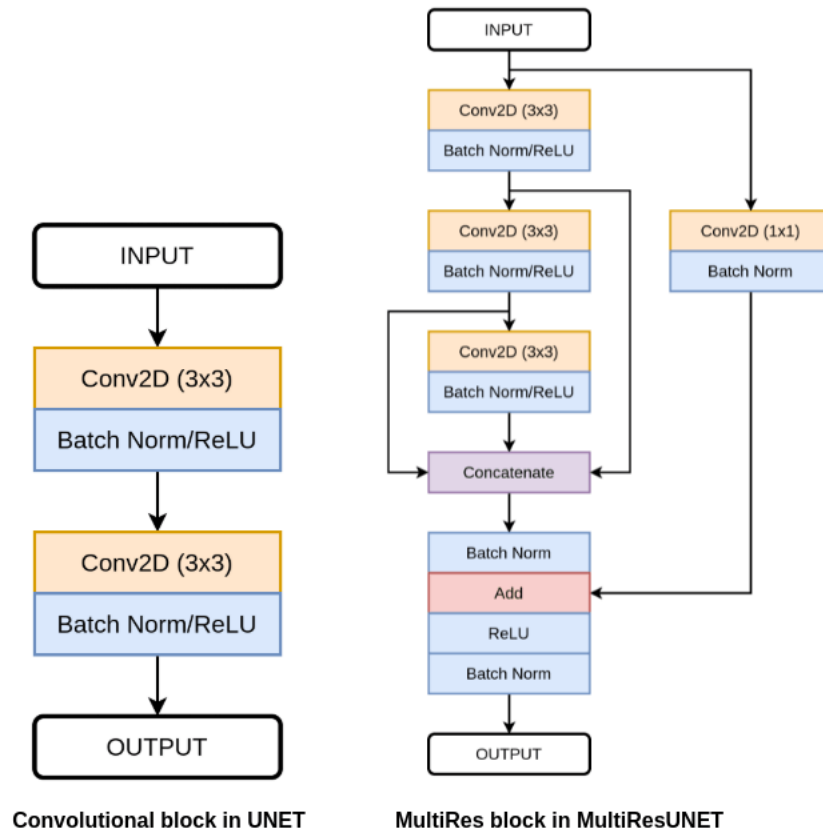 INPUT
Conv2D (3x3)
Batch Norm/ReLU
Conv2D (3x3)
Batch Norm/ReLU
OUTPUT
Convolutional block in UNET
INPUT
Conv2D (3x3)
Batch Norm/ReLU
Conv2D (3x3)
Batch Norm/ReLU
Conv2D (1x1)
Batch Norm
Conv2D (3x3)
Batch Norm/ReLU
Concatenate
Batch Norm
Add
ReLU
Batch Norm
OUTPUT
MultiRes block in MultiResUNET